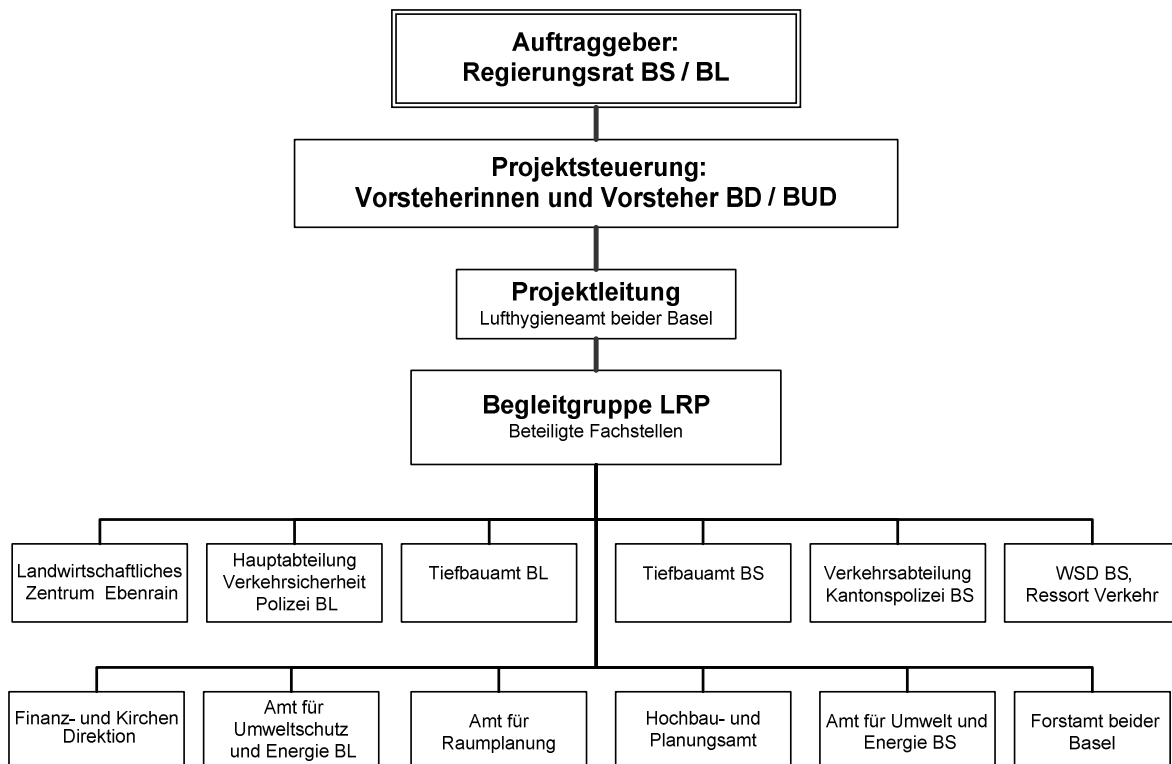 Auftraggeber:
Regierungsrat BS / BL
Projektsteuerung:
Vorsteherinnen und Vorsteher BD / BUD
Projektleitung
Lufthygieneamt beider Basel
Begleitgruppe LRP
Beteiligte Fachstellen
Landwirtschaftliches
Zentrum Ebenrain
Hauptabteilung
Verkehrsicherheit
Polizei BL
Tiefbauamt BL
Tiefbauamt BS
Verkehrsabteilung
Kantonspolizei BS
WSD BS,
Ressort Verkehr
Finanz- und Kirchen
Direktion
Amt für
Umweltschutz
und Energie BL
Amt für
Raumplanung
Hochbau- und
Planungsamt
Amt für Umwelt und
Energie BS
Forstamt beider
Basel